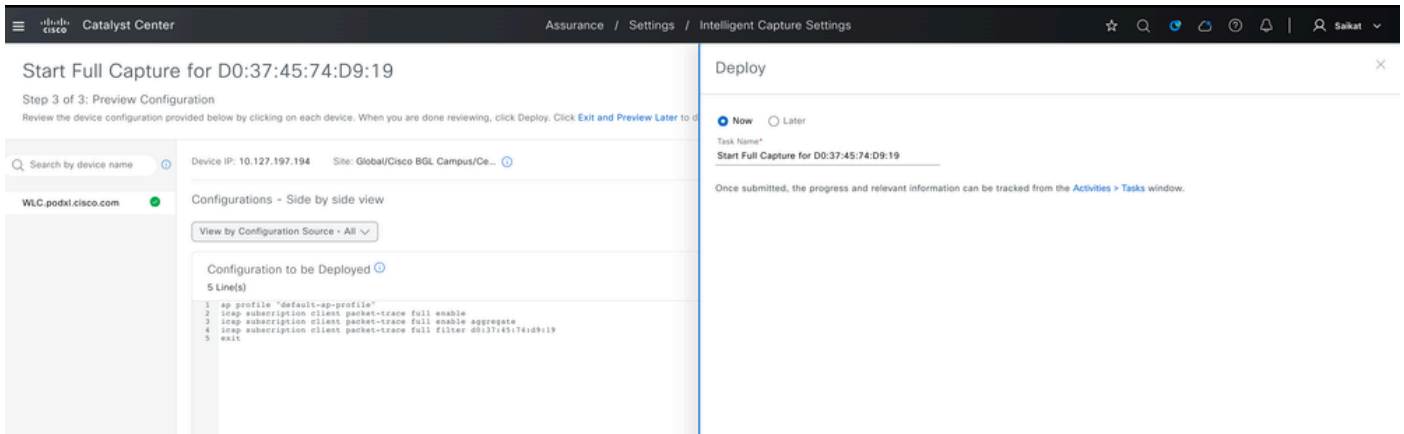 cisco Catalyst Center
Assurance / Settings / Intelligent Capture Settings
Saikat
Start Full Capture for D0:37:45:74:D9:19
Step 3 of 3: Preview Configuration
Review the device configuration provided below by clicking on each device. When you are done reviewing, click Deploy. Click Exit and Preview Later to d
Search by device name
WLC.podxl.cisco.com
Device IP: 10.127.197.194 Site: Global/Cisco BGL Campus/Ce...
Configurations - Side by side view
View by Configuration Source - All
Configuration to be Deployed
5 Line(s)
1 ap profile "default-ap-profile"
2 icap subscription client packet-trace full enable
3 icap subscription client packet-trace full enable aggregate
4 icap subscription client packet-trace full filter d0:37:45:74:d9:19
5 exit
Deploy
Now Later
Task Name*
Start Full Capture for D0:37:45:74:D9:19
Once submitted, the progress and relevant information can be tracked from the Activities > Tasks window.